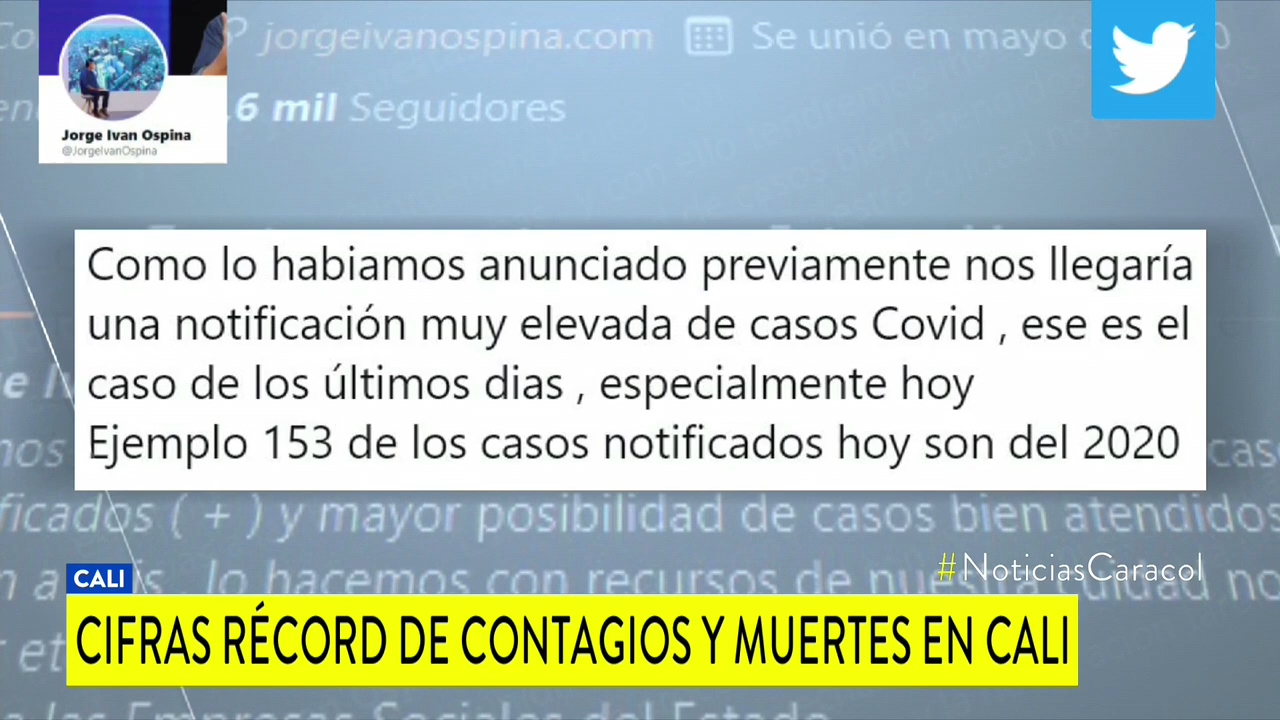 jorgeivanospina.com
Se unió en mayo
6 mil Seguidores
Jorge Ivan Ospina
@JorgeIvanOspina
Como lo habiamos anunciado previamente nos llegaría
una notificación muy elevada de casos Covid , ese es el
caso de los últimos dias , especialmente hoy
Ejemplo 153 de los casos notificados hoy son del 2020
( + ) y mayor posibilidad de casos bien atendidos
lo hacemos con recursos de
#NoticiasCaracol
CALI
CIFRAS RÉCORD DE CONTAGIOS Y MUERTES EN CALI